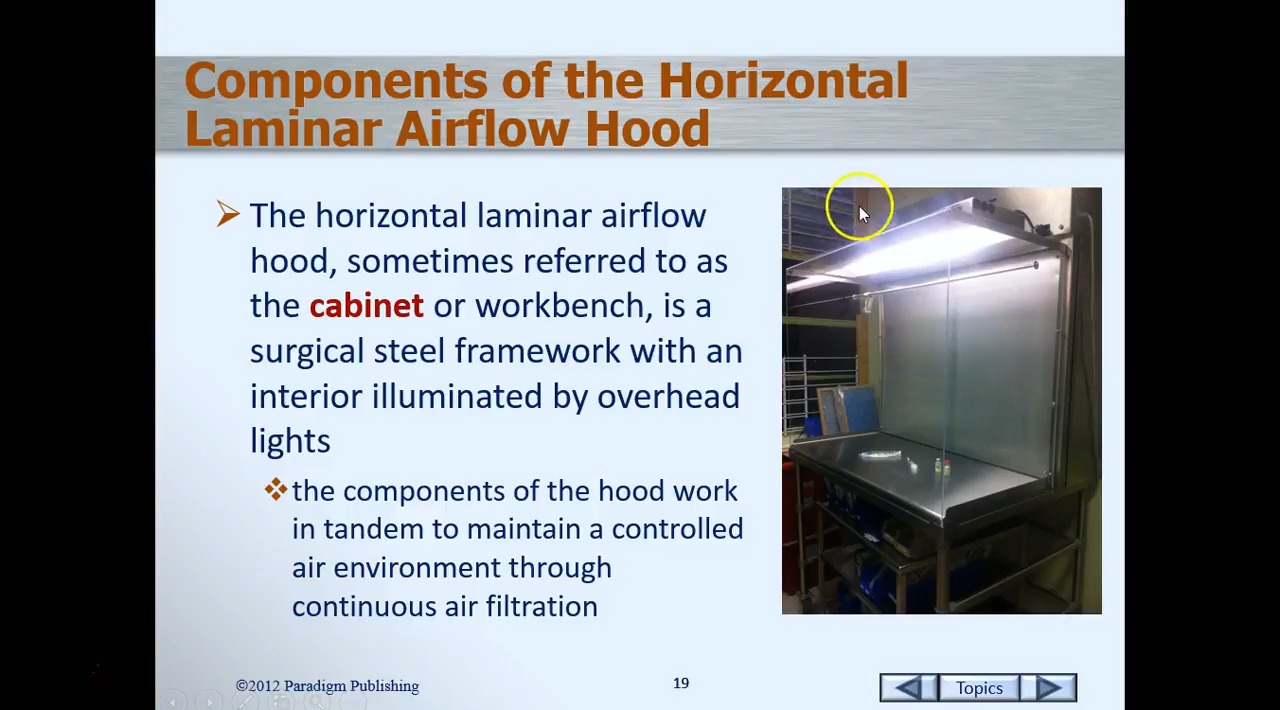 Components of the Horizontal
Laminar Airflow Hood
The horizontal laminar airflow
hood, sometimes referred to as
the cabinet or workbench, is a
surgical steel framework with an
interior illuminated by overhead
lights
the components of the hood work
in tandem to maintain a controlled
air environment through
continuous air filtration
©2012 Paradigm Publishing
19
Topics